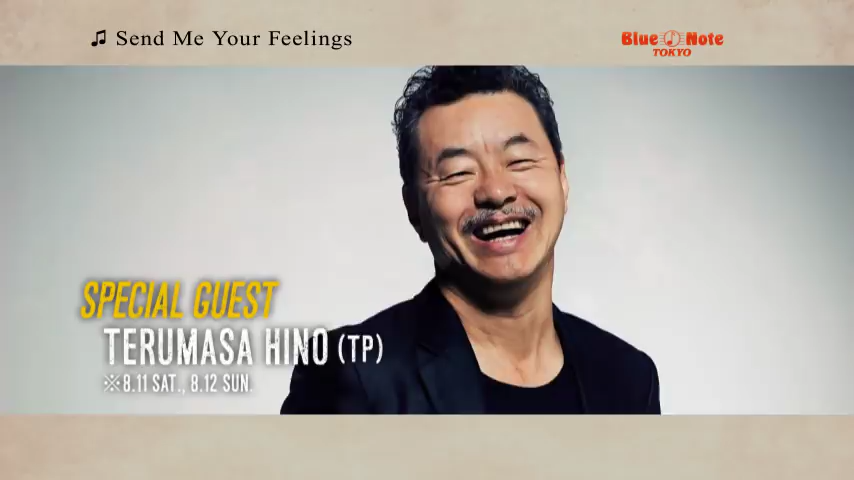 ♫ Send Me Your Feelings
Blue Note
TOKYO
SPECIAL GUEST
TERUMASA HINO (TP)
※8.11 SAT., 8.12 SUN.